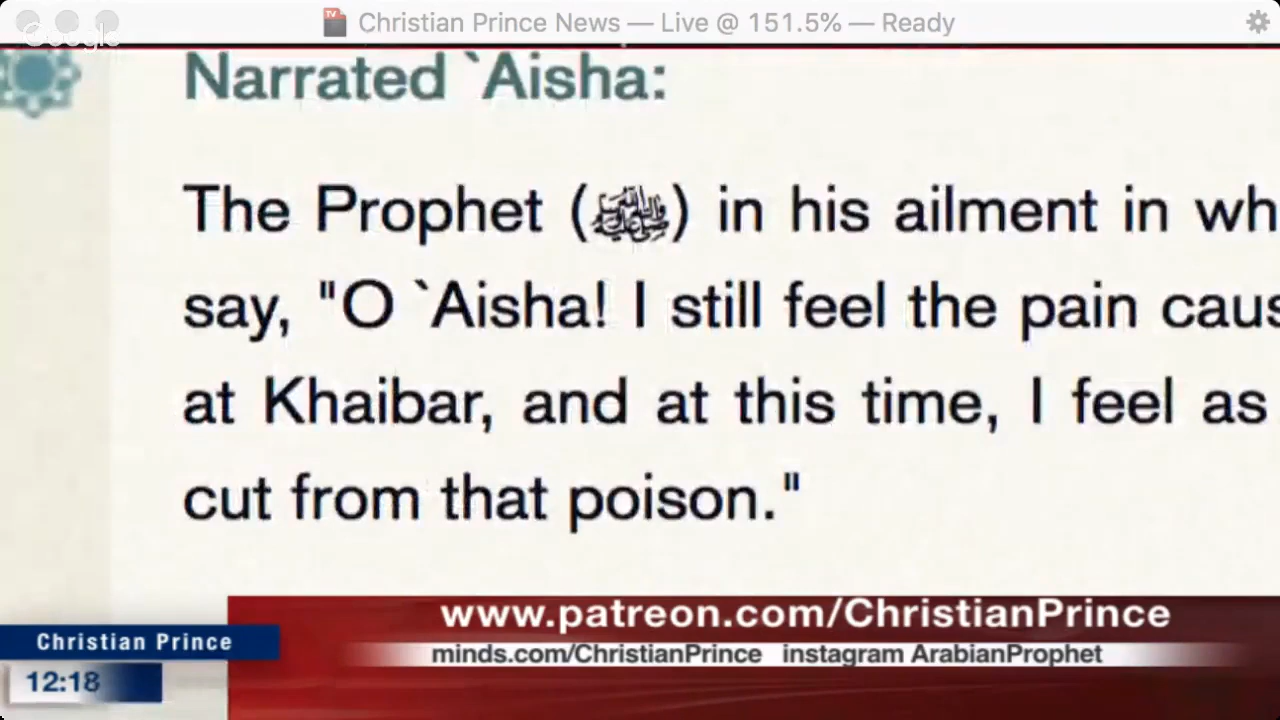 Christian Prince News — Live @ 151.5% — Ready
Google
Narrated `Aisha:
The Prophet (ﷺ) in his ailment in wh
say, "O `Aisha! I still feel the pain caus
at Khaibar, and at this time, I feel as
cut from that poison."
www.patreon.com/ChristianPrince
minds.com/ChristianPrince instagram ArabianProphet
Christian Prince
12:18